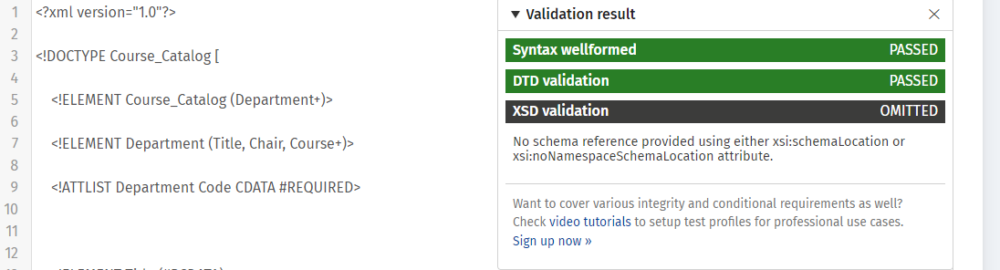 1 <?xml version="1.0"?>
2
3 <!DOCTYPE Course_Catalog [
4
5 <!ELEMENT Course_Catalog (Department+)>
6
7 <!ELEMENT Department (Title, Chair, Course+)>
8
9 <!ATTLIST Department Code CDATA #REQUIRED>
10
11
12
Validation result
Syntax wellformed PASSED
DTD validation PASSED
XSD validation OMITTED
No schema reference provided using either xsi:schemaLocation or
xsi:noNamespaceSchemaLocation attribute.
Want to cover various integrity and conditional requirements as well?
Check video tutorials to setup test profiles for professional use cases.
Sign up now »